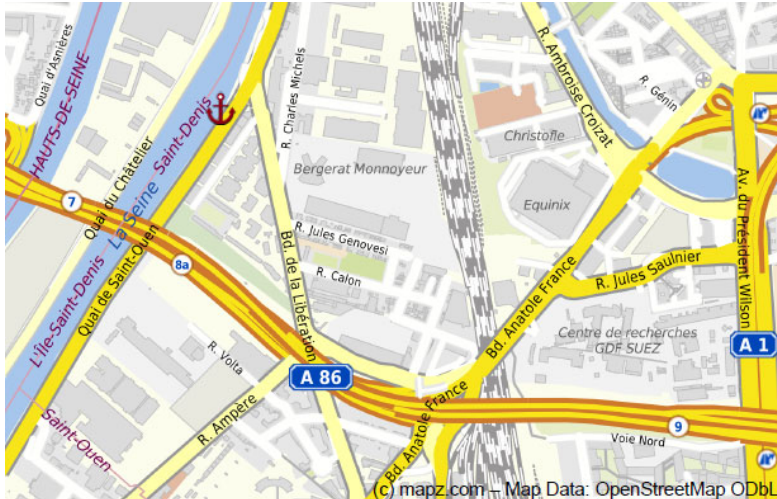 Quai d'Asnières
HAUTS-DE-SEINE
Quai du Châtelier
La Seine
Saint-Denis
L'Île-Saint-Denis
Quai de Saint-Ouen
7
8a
R. Charles Michels
Bergerat Monnoyeur
R. Jules Genovesi
R. Calon
Bd. de la Libération
R. Volta
R. Ampère
Saint-Ouen
A 86
Bd. Anatole France
Bd. Anatole France
R. Ambroise Croizat
R. Génin
Christofle
Equinix
R. Jules Saulnier
Av. du Président Wilson
Centre de recherches
GDF SUEZ
A 1
9
Voie Nord
(c) mapz.com – Map Data: OpenStreetMap ODbL